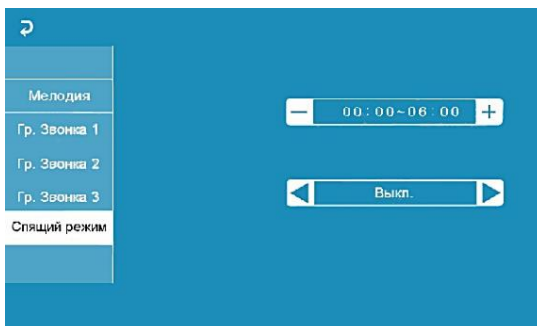 Мелодия
Гр. Звонка 1
Гр. Звонка 2
Гр. Звонка 3
Спящий режим
00:00~06:00
Выкл.